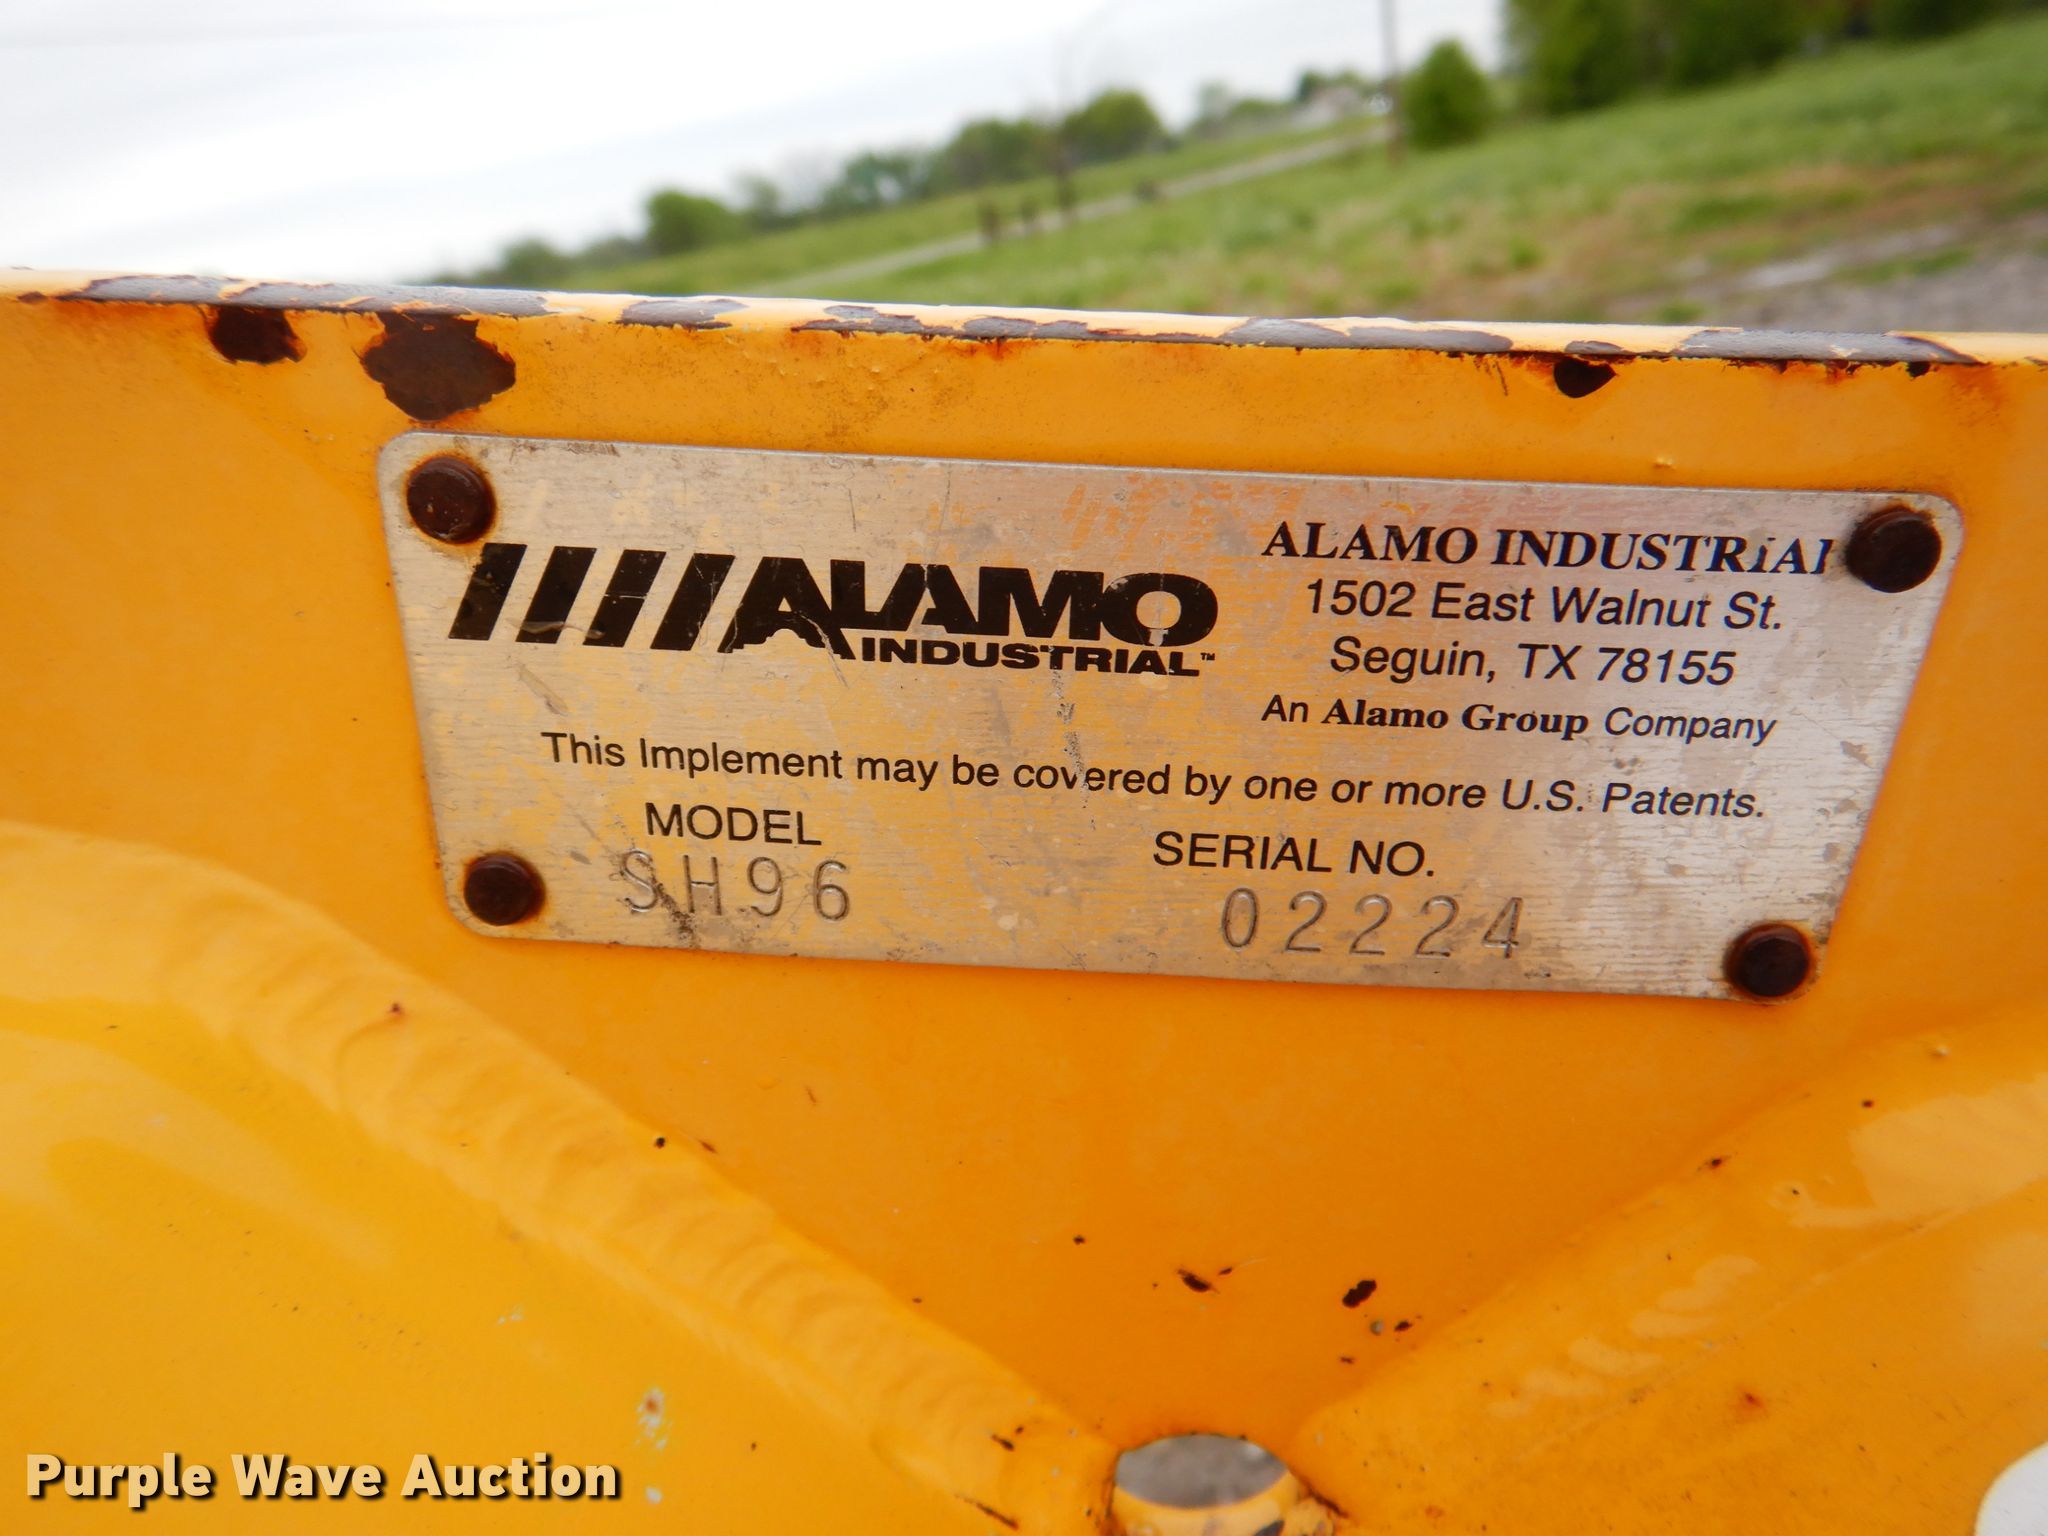 ALAMO
INDUSTRIAL™
ALAMO INDUSTRIAL
1502 East Walnut St.
Seguin, TX 78155
An Alamo Group Company
This Implement may be covered by one or more U.S. Patents.
MODEL
SH96
SERIAL NO.
02224
Purple Wave Auction